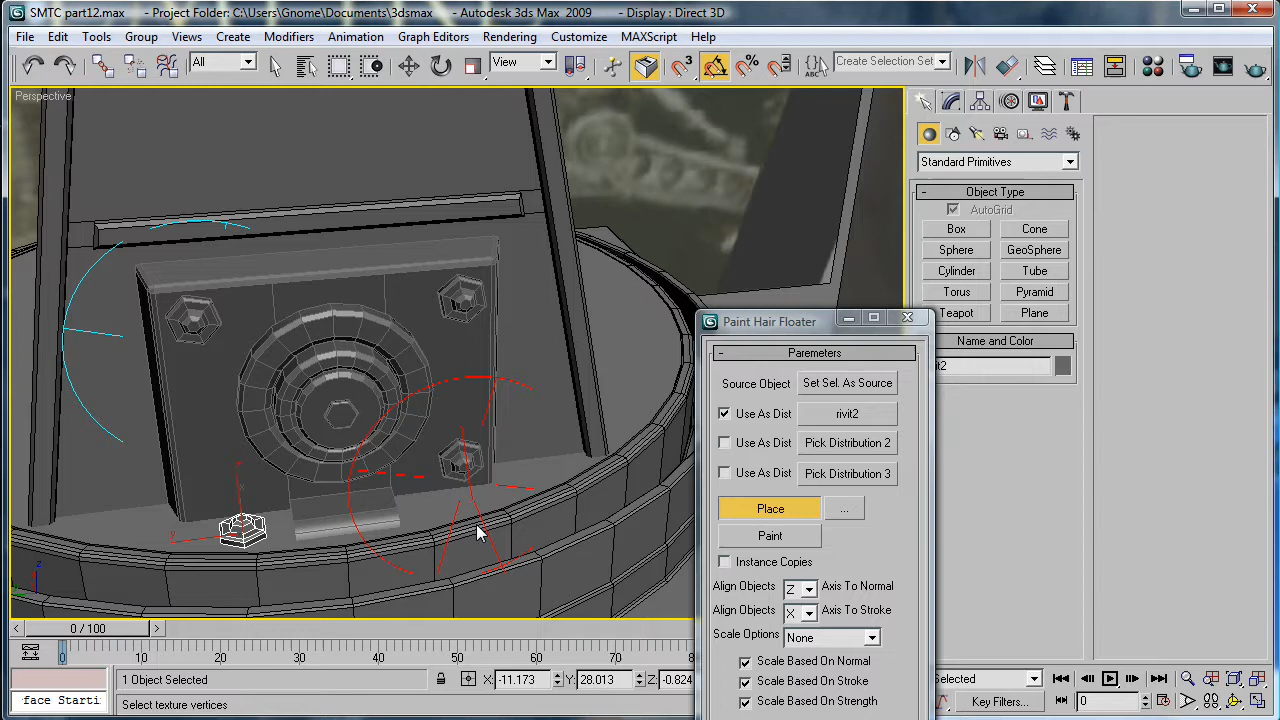 SMTC part12.max - Project Folder: C:\Users\Gnome\Documents\3dsmax - Autodesk 3ds Max 2009 - Display : Direct 3D
File Edit Tools Group Views Create Modifiers Animation Graph Editors Rendering Customize MAXScript Help
All View 3 % ABC Create Selection Set
Perspective
Standard Primitives
- Object Type
AutoGrid
Box Cone
Sphere GeoSphere
Cylinder Tube
Torus Pyramid
Teapot Plane
Name and Color
it2
Paint Hair Floater
- Paremeters
Source Object Set Sel. As Source
Use As Dist rivit2
Use As Dist Pick Distribution 2
Use As Dist Pick Distribution 3
Place ...
Paint
Instance Copies
Align Objects Z Axis To Normal
Align Objects X Axis To Stroke
Scale Options None
Scale Based On Normal
Scale Based On Stroke
Scale Based On Strength
x
y
z
< 0 / 100 >
0 10 20 30 40 50 60 70 80
1 Object Selected X: -11.173 Y: 28.013 Z: -0.824
face Starti Select texture vertices
Selected
Key Filters... 0